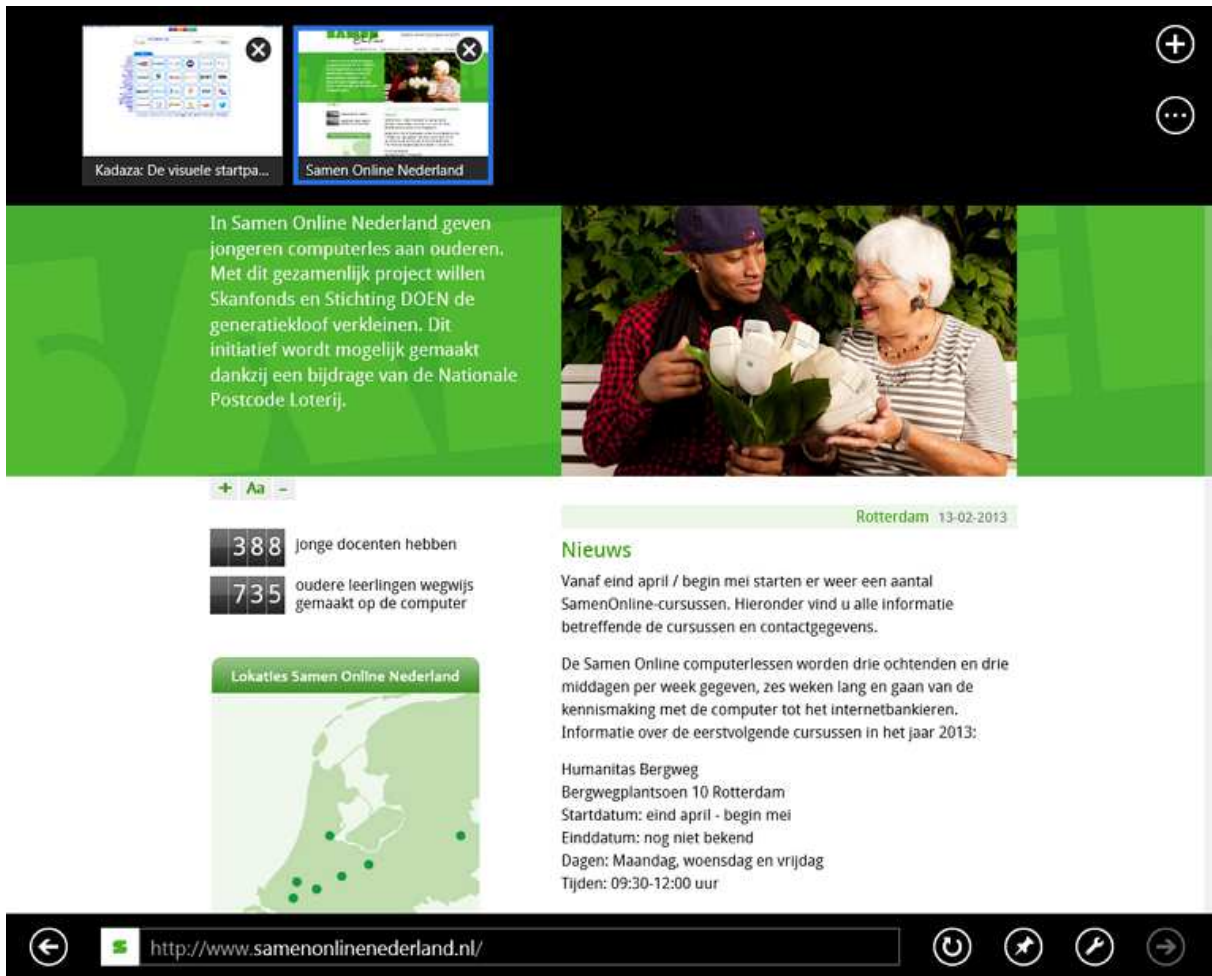 Kadaza: De visuele startpa...
Samen Online Nederland
In Samen Online Nederland geven
jongeren computerles aan ouderen.
Met dit gezamenlijk project willen
Skanfonds en Stichting DOEN de
generatiekloof verkleinen. Dit
initiatief wordt mogelijk gemaakt
dankzij een bijdrage van de Nationale
Postcode Loterij.
+ Aa -
388 jonge docenten hebben
735 oudere leerlingen wegwijs
gemaakt op de computer
Lokaties Samen Online Nederland
Rotterdam 13-02-2013
Nieuws
Vanaf eind april / begin mei starten er weer een aantal
SamenOnline-cursussen. Hieronder vind u alle informatie
betreffende de cursussen en contactgegevens.
De Samen Online computerlessen worden drie ochtenden en drie
middagen per week gegeven, zes weken lang en gaan van de
kennismaking met de computer tot het internetbankieren.
Informatie over de eerstvolgende cursussen in het jaar 2013:
Humanitas Bergweg
Bergwegplantsoen 10 Rotterdam
Startdatum: eind april - begin mei
Einddatum: nog niet bekend
Dagen: Maandag, woensdag en vrijdag
Tijden: 09:30-12:00 uur
http://www.samenonlinenederland.nl/